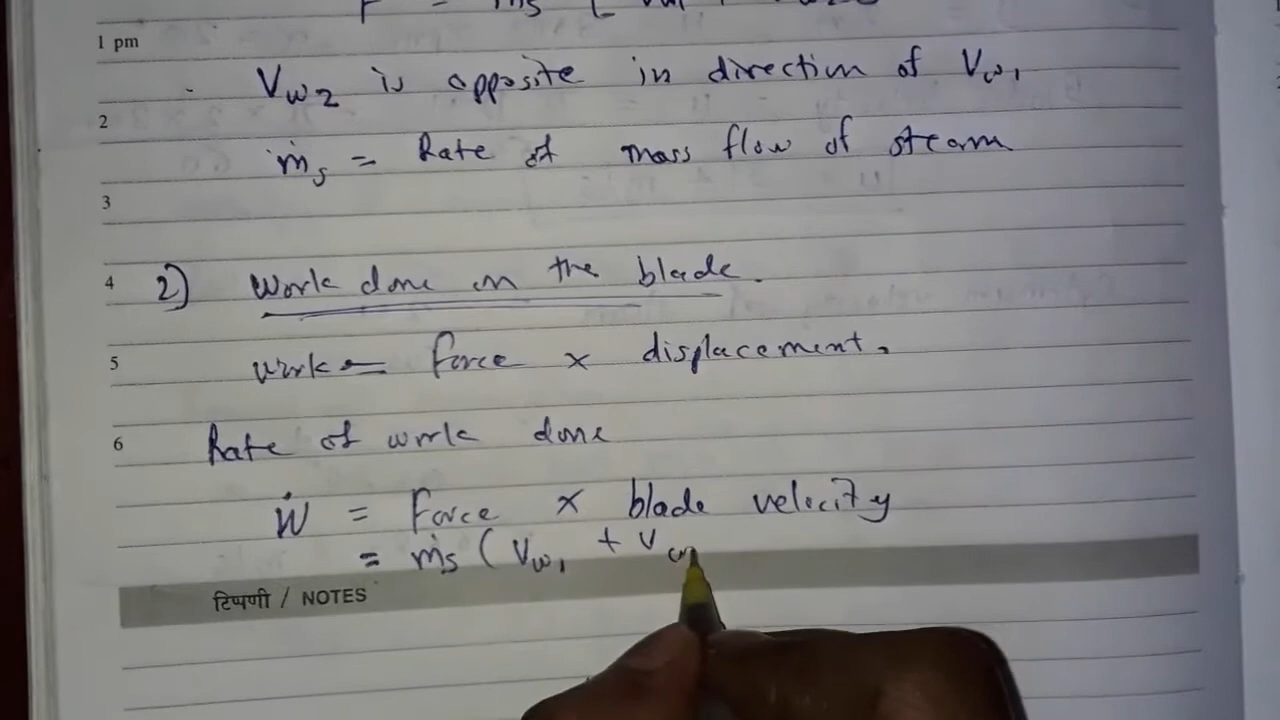 1 pm
V w2 is opposite in direction of Vw1
2
ṁs = Rate of mass flow of steam
3
4 2) Work done on the blade.
5 work = force x displacement.
6 Rate of work done
Ẇ = Force x blade velocity
= ṁs (Vw1 + Vw
टिप्पणी / NOTES